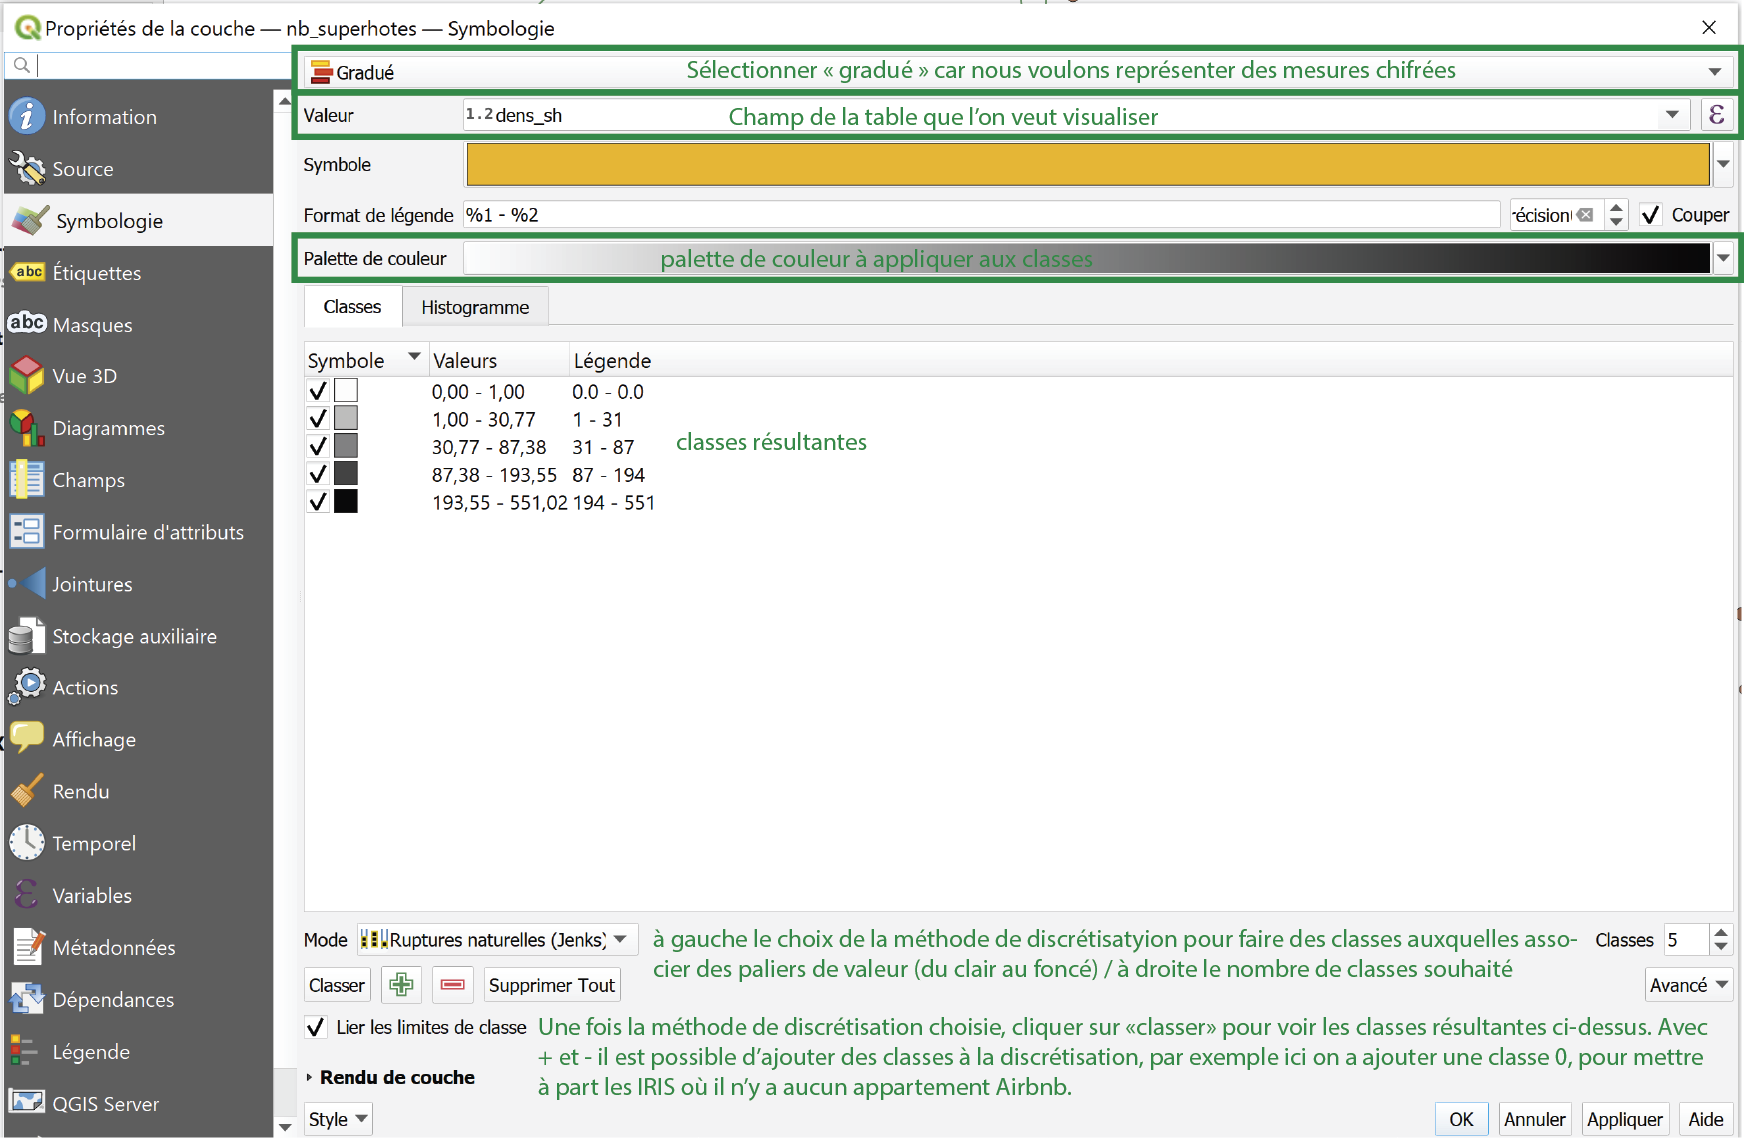 Propriétés de la couche — nb_superhotes — Symbologie
Gradué
Sélectionner « gradué » car nous voulons représenter des mesures chifrées
Valeur
1.2 dens_sh
Champ de la table que l'on veut visualiser
ε
Symbole
Format de légende
%1 - %2
écision
Couper
Palette de couleur
palette de couleur à appliquer aux classes
Information
Source
Symbologie
abc Étiquettes
abc Masques
Vue 3D
Diagrammes
Champs
Formulaire d'attributs
Jointures
Stockage auxiliaire
Actions
Affichage
Rendu
Temporel
ε Variables
Métadonnées
Dépendances
Légende
QGIS Server
Classes
Histogramme
Symbole Valeurs Légende
0,00 - 1,00 0.0 - 0.0
1,00 - 30,77 1 - 31
30,77 - 87,38 31 - 87
87,38 - 193,55 87 - 194
193,55 - 551,02 194 - 551
classes résultantes
Mode
Ruptures naturelles (Jenks)
à gauche le choix de la méthode de discrétisatyion pour faire des classes auxquelles asso-
cier des paliers de valeur (du clair au foncé) / à droite le nombre de classes souhaité
Classes 5
Classer
Supprimer Tout
Avancé
Lier les limites de classe
Une fois la méthode de discrétisation choisie, cliquer sur «classer» pour voir les classes résultantes ci-dessus. Avec
+ et - il est possible d'ajouter des classes à la discrétisation, par exemple ici on a ajouter une classe 0, pour mettre
à part les IRIS où il n'y a aucun appartement Airbnb.
Rendu de couche
Style
OK
Annuler
Appliquer
Aide